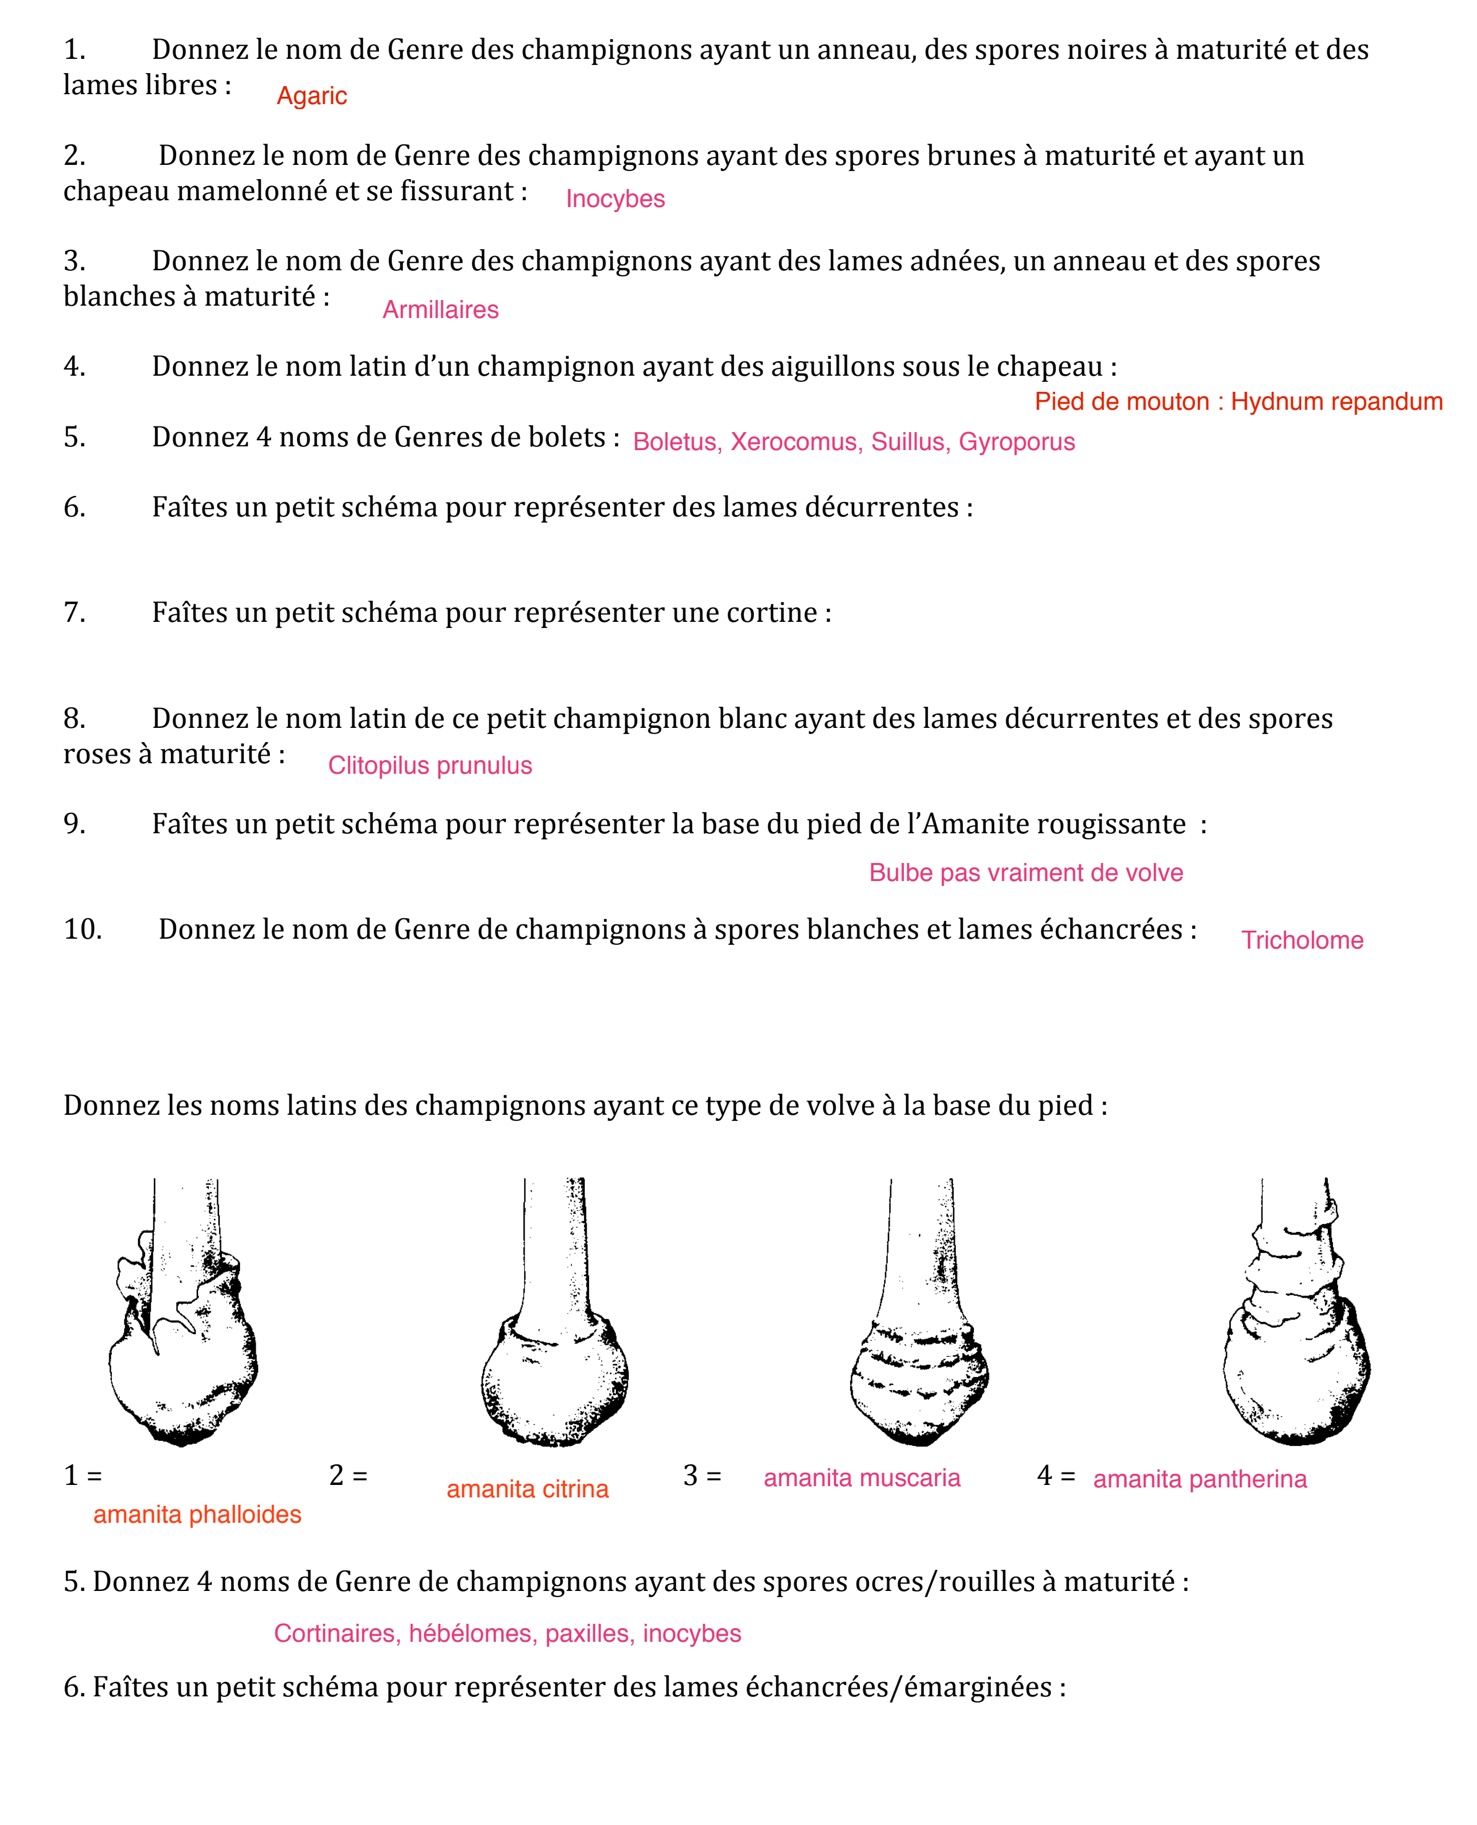 1. Donnez le nom de Genre des champignons ayant un anneau, des spores noires à maturité et des
lames libres : Agaric
2. Donnez le nom de Genre des champignons ayant des spores brunes à maturité et ayant un
chapeau mamelonné et se fissurant : Inocybes
3. Donnez le nom de Genre des champignons ayant des lames adnées, un anneau et des spores
blanches à maturité : Armillaires
4. Donnez le nom latin d’un champignon ayant des aiguillons sous le chapeau :
Pied de mouton : Hydnum repandum
5. Donnez 4 noms de Genres de bolets : Boletus, Xerocomus, Suillus, Gyroporus
6. Faîtes un petit schéma pour représenter des lames décurrentes :
7. Faîtes un petit schéma pour représenter une cortine :
8. Donnez le nom latin de ce petit champignon blanc ayant des lames décurrentes et des spores
roses à maturité : Clitopilus prunulus
9. Faîtes un petit schéma pour représenter la base du pied de l’Amanite rougissante :
Bulbe pas vraiment de volve
10. Donnez le nom de Genre de champignons à spores blanches et lames échancrées : Tricholome
Donnez les noms latins des champignons ayant ce type de volve à la base du pied :
1 = 2 = amanita citrina 3 = amanita muscaria 4 = amanita pantherina
amanita phalloides
5. Donnez 4 noms de Genre de champignons ayant des spores ocres/rouilles à maturité :
Cortinaires, hébélomes, paxilles, inocybes
6. Faîtes un petit schéma pour représenter des lames échancrées/émarginées :